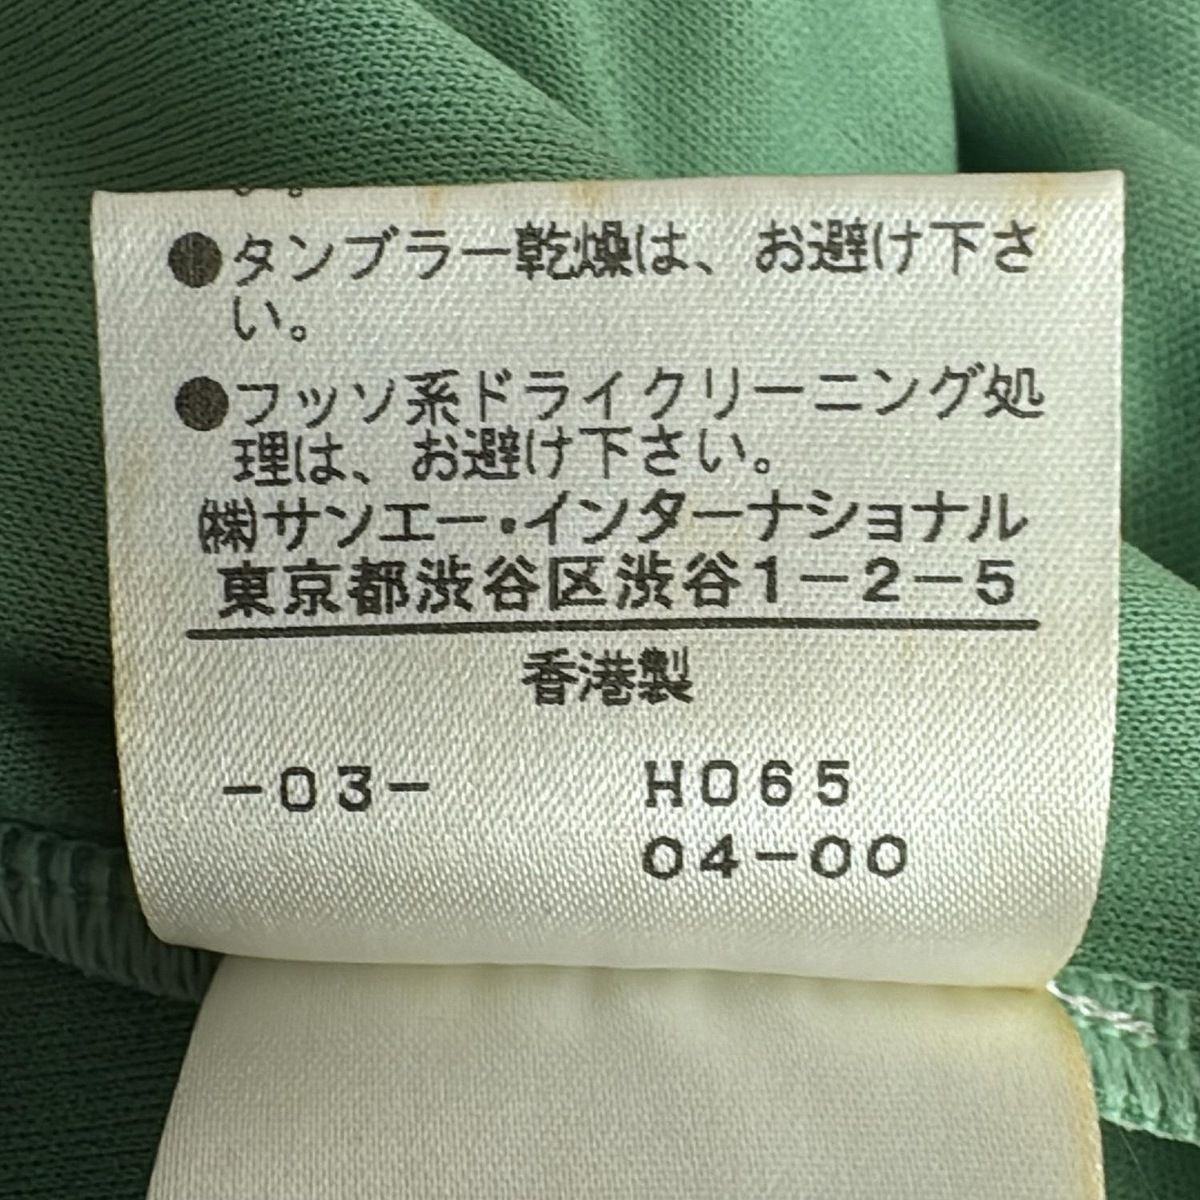 ●タンブラー乾燥は、お避け下さ
い。
●フッソ系ドライクリーニング処
理は、お避け下さい。
㈱サンエー・インターナショナル
東京都渋谷区渋谷1-2-5
香港製
-03- H065
04-00